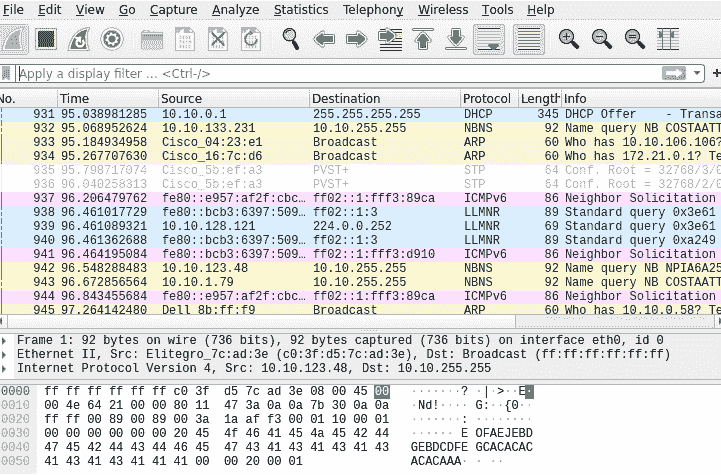 File Edit View Go Capture Analyze Statistics Telephony Wireless Tools Help
Apply a display filter ... <Ctrl-/>
No. Time Source Destination Protocol Length Info
931 95.038981285 10.10.0.1 255.255.255.255 DHCP 345 DHCP Offer - Transa
932 95.068952624 10.10.133.231 10.10.255.255 NBNS 92 Name query NB COSTAATT
933 95.184934958 Cisco_04:23:e1 Broadcast ARP 60 Who has 10.10.106.106?
934 95.267707630 Cisco_16:7c:d6 Broadcast ARP 60 Who has 172.21.0.1? Te
935 95.798717074 Cisco_5b:ef:a3 PVST+ STP 64 Conf. Root = 32768/3/0
936 96.040258313 Cisco_5b:ef:a3 PVST+ STP 64 Conf. Root = 32768/2/0
937 96.206479762 fe80::e957:af2f:cbc… ff02::1:fff3:89ca ICMPv6 86 Neighbor Solicitation
938 96.461017729 fe80::bcb3:6397:509… ff02::1:3 LLMNR 89 Standard query 0x3e61
939 96.461089321 10.10.128.121 224.0.0.252 LLMNR 69 Standard query 0x3e61
940 96.461362688 fe80::bcb3:6397:509… ff02::1:3 LLMNR 89 Standard query 0xa249
941 96.464195084 fe80::bcb3:6397:509… ff02::1:fff3:d910 ICMPv6 86 Neighbor Solicitation
942 96.548288483 10.10.123.48 10.10.255.255 NBNS 92 Name query NB NPIA6A25
943 96.672856564 10.10.1.79 10.10.255.255 NBNS 92 Name query NB COSTAATT
944 96.843455684 fe80::e957:af2f:cbc… ff02::1:fff3:89ca ICMPv6 86 Neighbor Solicitation
945 97.264142480 Dell_8b:ff:f9 Broadcast ARP 60 Who has 10.10.0.58? Te
Frame 1: 92 bytes on wire (736 bits), 92 bytes captured (736 bits) on interface eth0, id 0
Ethernet II, Src: Elitegro_7c:ad:3e (c0:3f:d5:7c:ad:3e), Dst: Broadcast (ff:ff:ff:ff:ff:ff)
Internet Protocol Version 4, Src: 10.10.123.48, Dst: 10.10.255.255
0000 ff ff ff ff ff ff c0 3f d5 7c ad 3e 08 00 45 00 ·······? ·|·>··E·
0010 00 4e 64 21 00 00 80 11 47 3a 0a 0a 7b 30 0a 0a ·Nd!···· G:··{0··
0020 ff ff 00 89 00 89 00 3a 1a af f3 00 01 10 00 01 ·······: ········
0030 00 00 00 00 00 00 20 45 4f 46 41 45 4a 45 42 44 ······ E OFAEJEBD
0040 47 45 42 44 43 44 46 45 47 43 41 43 41 43 41 43 GEBDCDFE GCACACAC
0050 41 43 41 43 41 41 41 00 00 20 00 01 ACACAAA· · ··